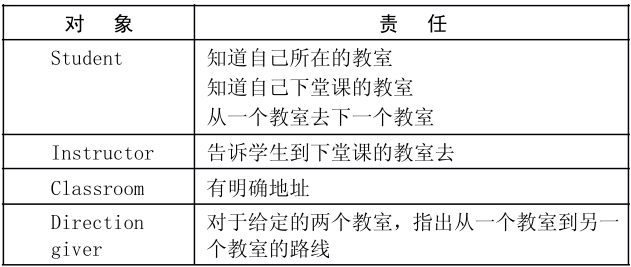 对 象 责 任
Student 知道自己所在的教室
知道自己下堂课的教室
从一个教室去下一个教室
Instructor 告诉学生到下堂课的教室去
Classroom 有明确地址
Direction 对于给定的两个教室，指出从一个教室到另一
giver 个教室的路线